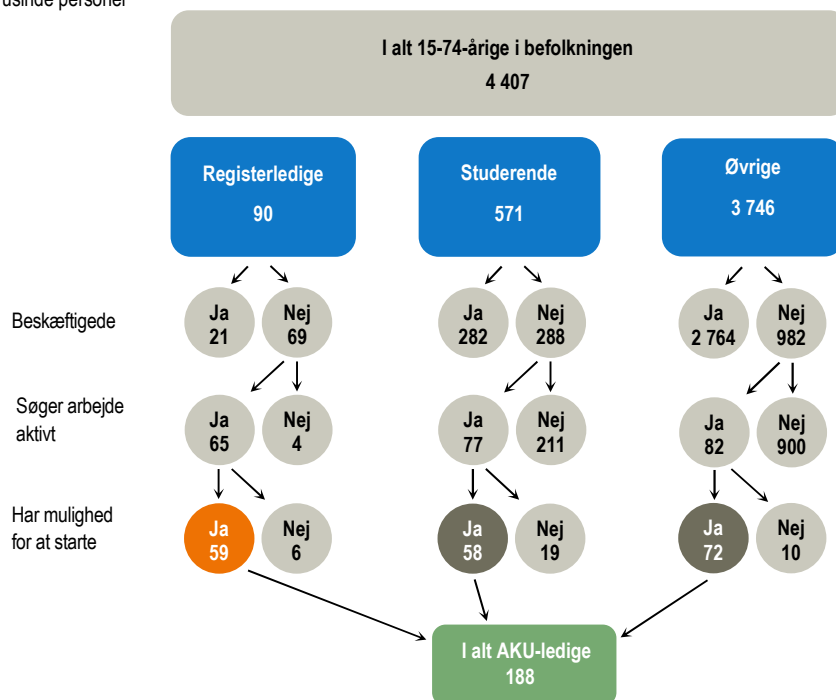 personer
I alt 15-74-årige i befolkningen
4 407
Registerledige
90
Studerende
571
Øvrige
3 746
Beskæftigede
Ja
21
Nej
69
Ja
282
Nej
288
Ja
2 764
Nej
982
Søger arbejde
aktivt
Ja
65
Nej
4
Ja
77
Nej
211
Ja
82
Nej
900
Har mulighed
for at starte
Ja
59
Nej
6
Ja
58
Nej
19
Ja
72
Nej
10
I alt AKU-ledige
188